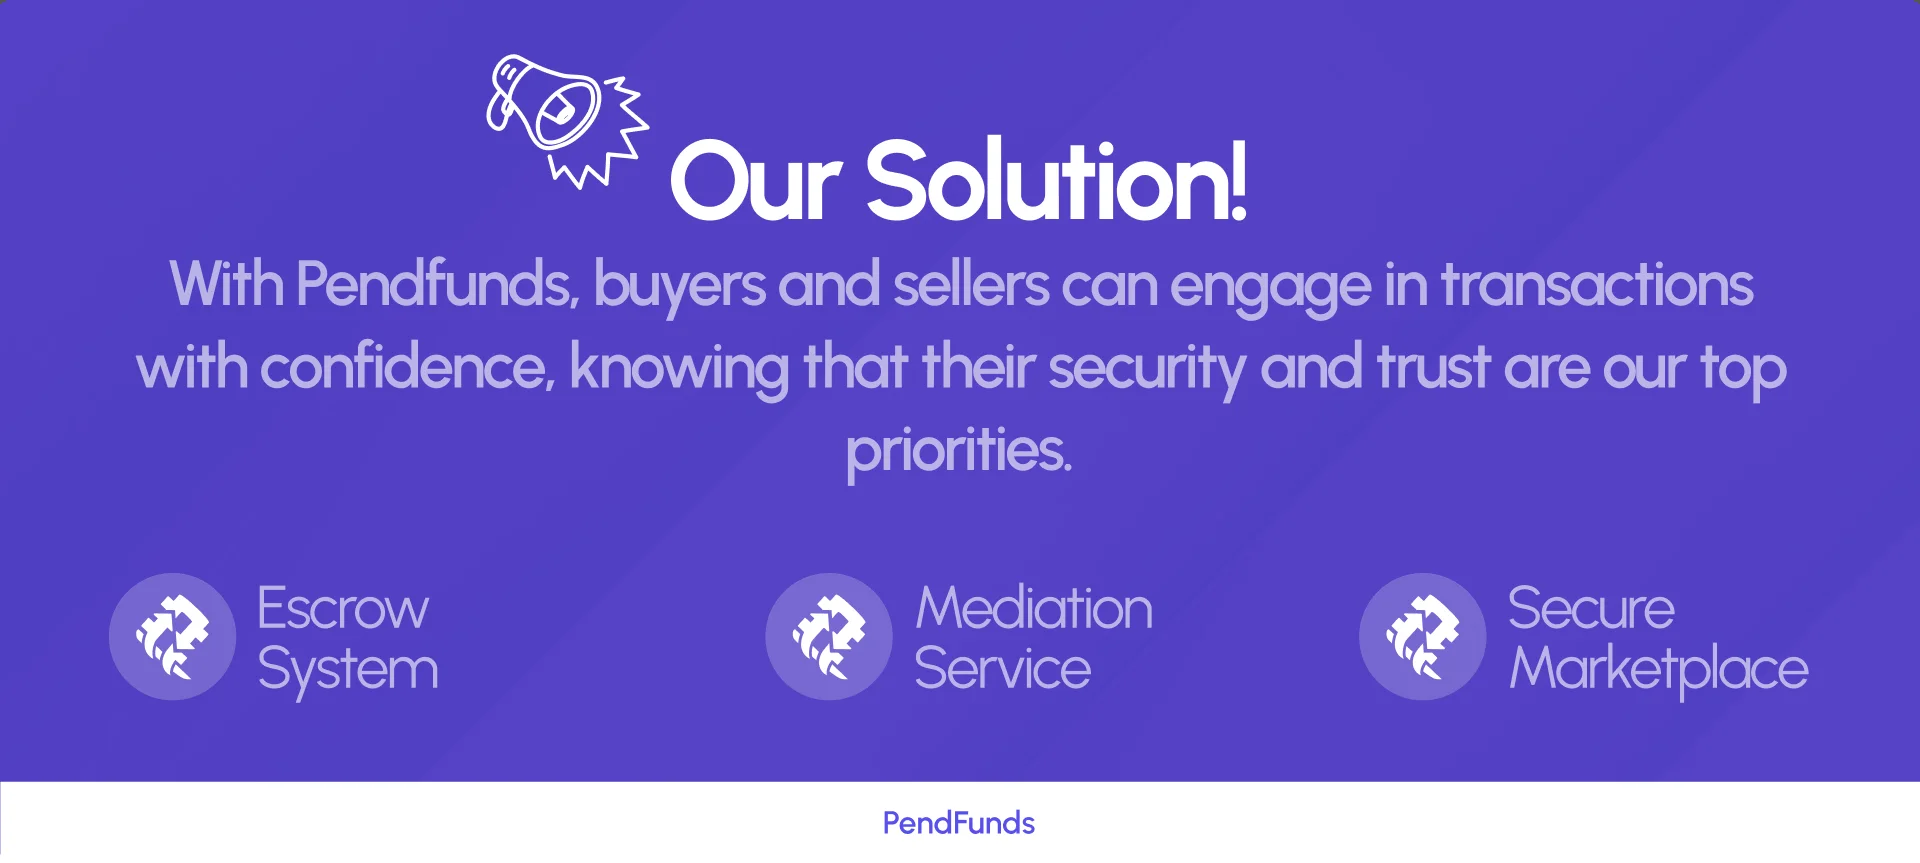 Our Solution!
With Pendfunds, buyers and sellers can engage in transactions
with confidence, knowing that their security and trust are our top
priorities.
Escrow
System
Mediation
Service
Secure
Marketplace
PendFunds